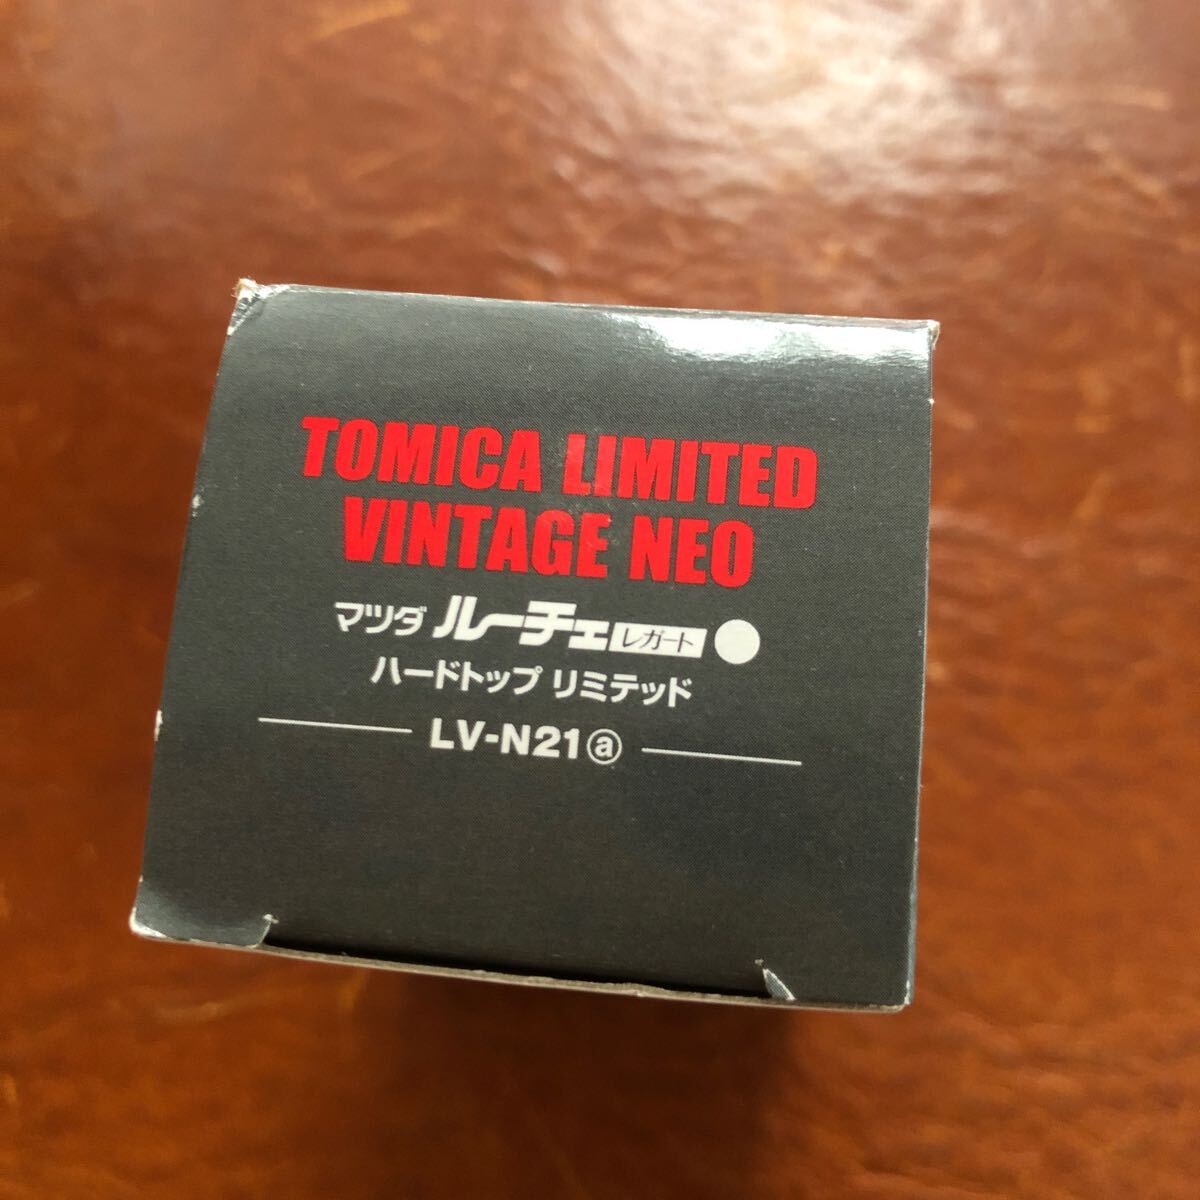 TOMICA LIMITED
VINTAGE NEO
マツダ ルーチェ レガート
ハードトップ リミテッド
LV-N21ⓐ